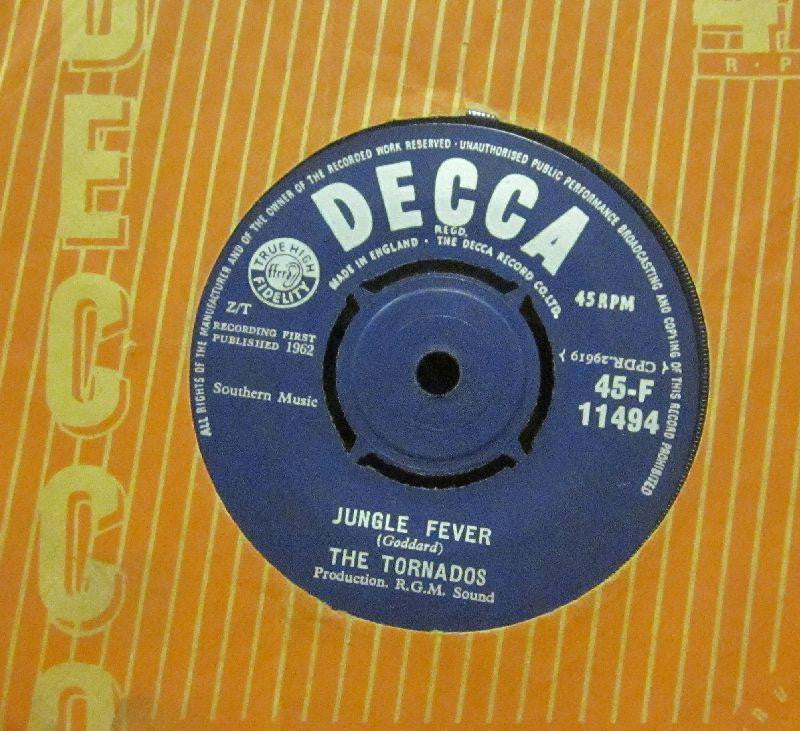 DECCA
4
R·P
ALL RIGHTS OF THE MANUFACTURER AND OF THE OWNER OF THE RECORDED WORK RESERVED · UNAUTHORISED PUBLIC PERFORMANCE BROADCASTING AND COPYING OF THIS RECORD PROHIBITED
DECCA
REGD.
MADE IN ENGLAND · THE DECCA RECORD CO. LTD.
TRUE HIGH
ffrr
FIDELITY
Z/T
RECORDING FIRST
PUBLISHED 1962
Southern Music
45 RPM
CPDR.29619
45-F
11494
JUNGLE FEVER
(Goddard)
THE TORNADOS
Production. R.G.M. Sound